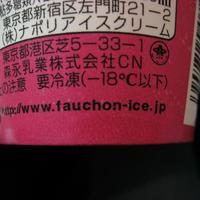 東京都新宿区左門町21-2
(株)ナポリアイスクリーム
東京都港区芝5-33-1
森永乳業株式会社CN
の注意 要冷凍(-18℃以下)
http://www.fauchon-ice.jp